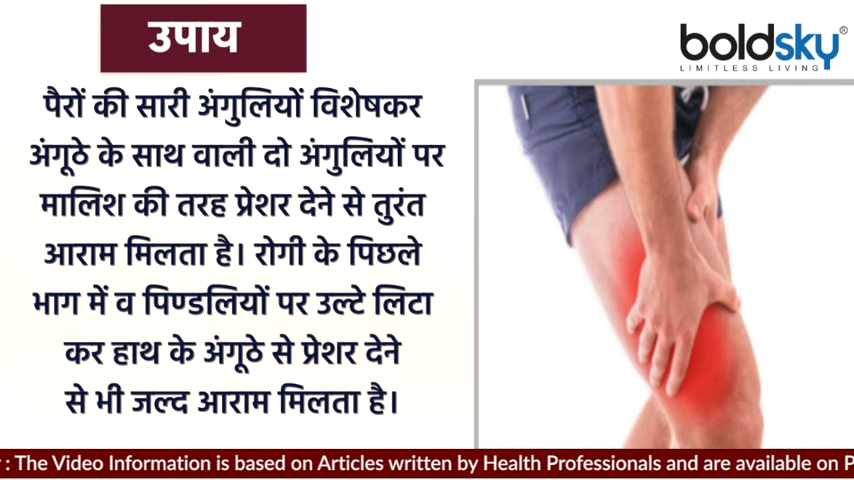 उपाय
boldsky®
LIMITLESS LIVING
पैरों की सारी अंगुलियों विशेषकर
अंगूठे के साथ वाली दो अंगुलियों पर
मालिश की तरह प्रेशर देने से तुरंत
आराम मिलता है। रोगी के पिछले
भाग में व पिण्डलियों पर उल्टे लिटा
कर हाथ के अंगूठे से प्रेशर देने
से भी जल्द आराम मिलता है।
: The Video Information is based on Articles written by Health Professionals and are available on P